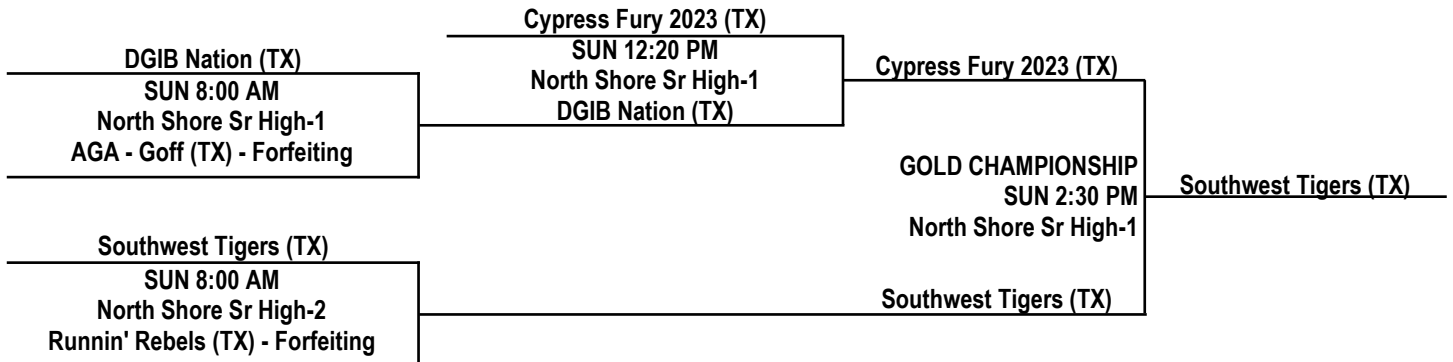 Cypress Fury 2023 (TX)
DGIB Nation (TX)
SUN 12:20 PM
Cypress Fury 2023 (TX)
SUN 8:00 AM
North Shore Sr High-1
North Shore Sr High-1
DGIB Nation (TX)
AGA - Goff (TX) - Forfeiting
GOLD CHAMPIONSHIP
SUN 2:30 PM
Southwest Tigers (TX)
North Shore Sr High-1
Southwest Tigers (TX)
SUN 8:00 AM
North Shore Sr High-2
Southwest Tigers (TX)
Runnin' Rebels (TX) - Forfeiting